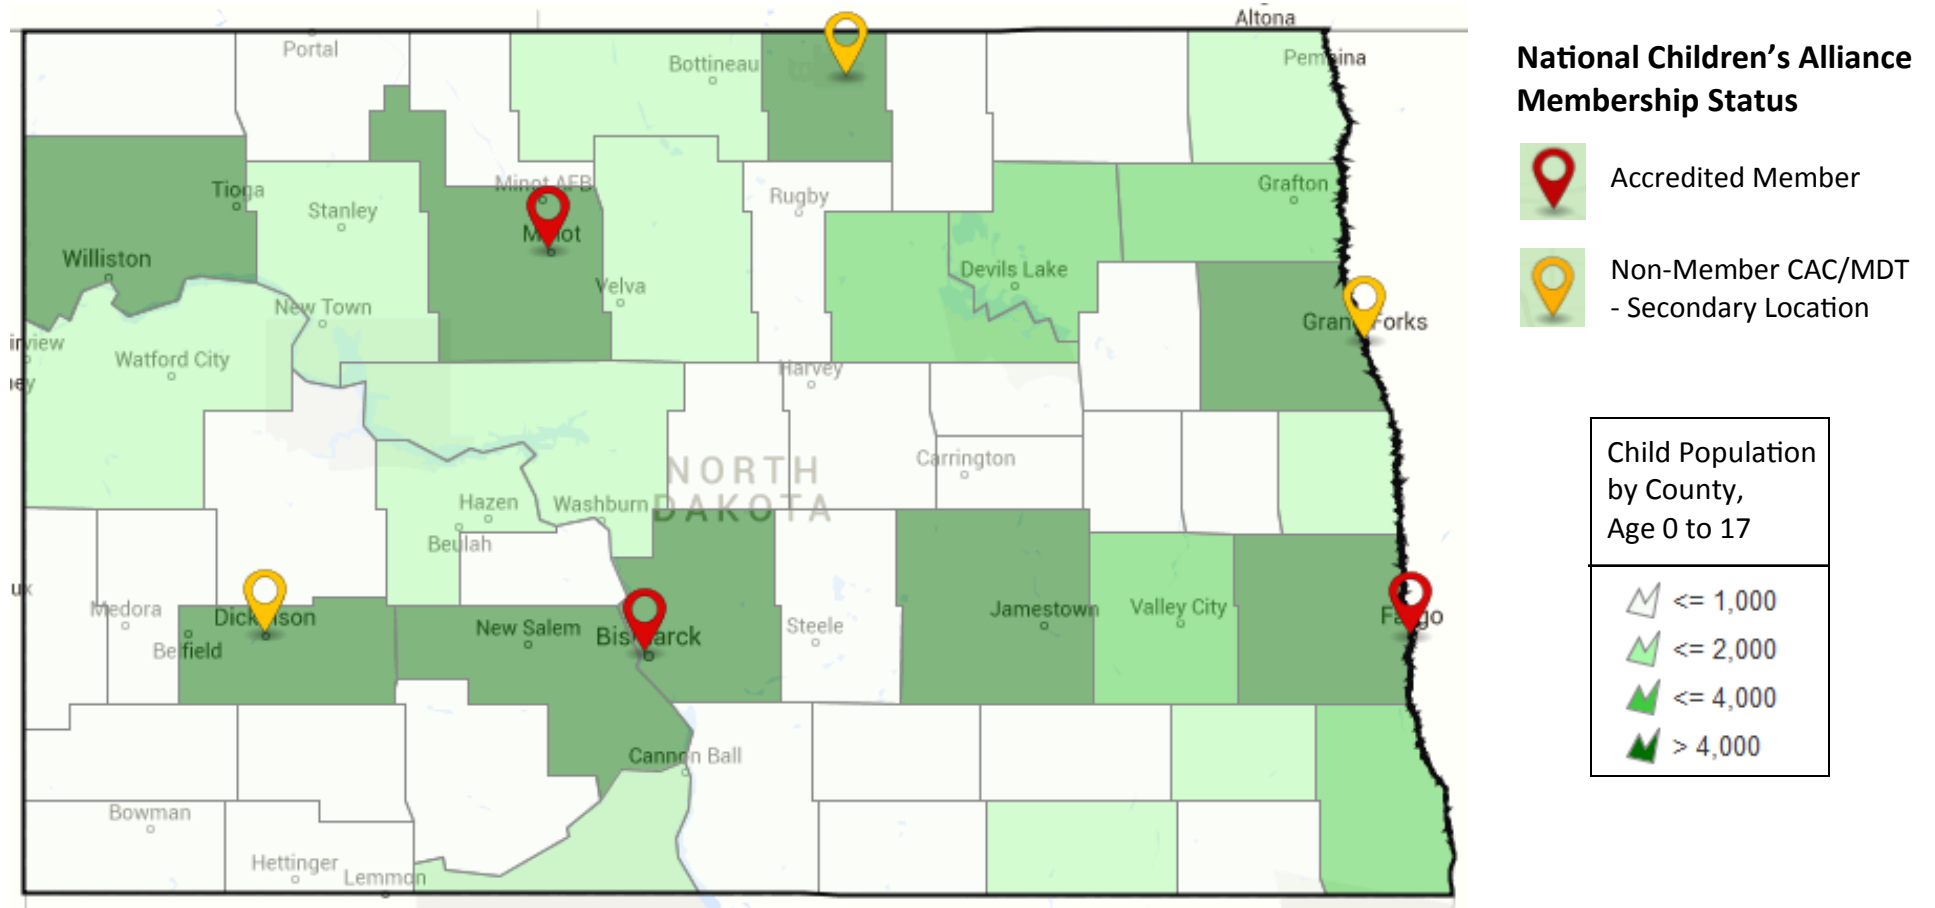 Altona
Portal
Bottineau
Pembina
Minot AFB
Tioga
Stanley
Rugby
Grafton
Minot
Williston
Velva
Devils Lake
New Town
Grand Forks
Watford City
Harvey
NORTH
DAKOTA
Carrington
Hazen
Washburn
Beulah
Medora
Dickinson
Belfield
New Salem
Bismarck
Steele
Jamestown
Valley City
Fargo
Cannon Ball
Bowman
Hettinger
Lemmon
National Children's Alliance
Membership Status
Accredited Member
Non-Member CAC/MDT
- Secondary Location
Child Population
by County,
Age 0 to 17
<= 1,000
<= 2,000
<= 4,000
> 4,000